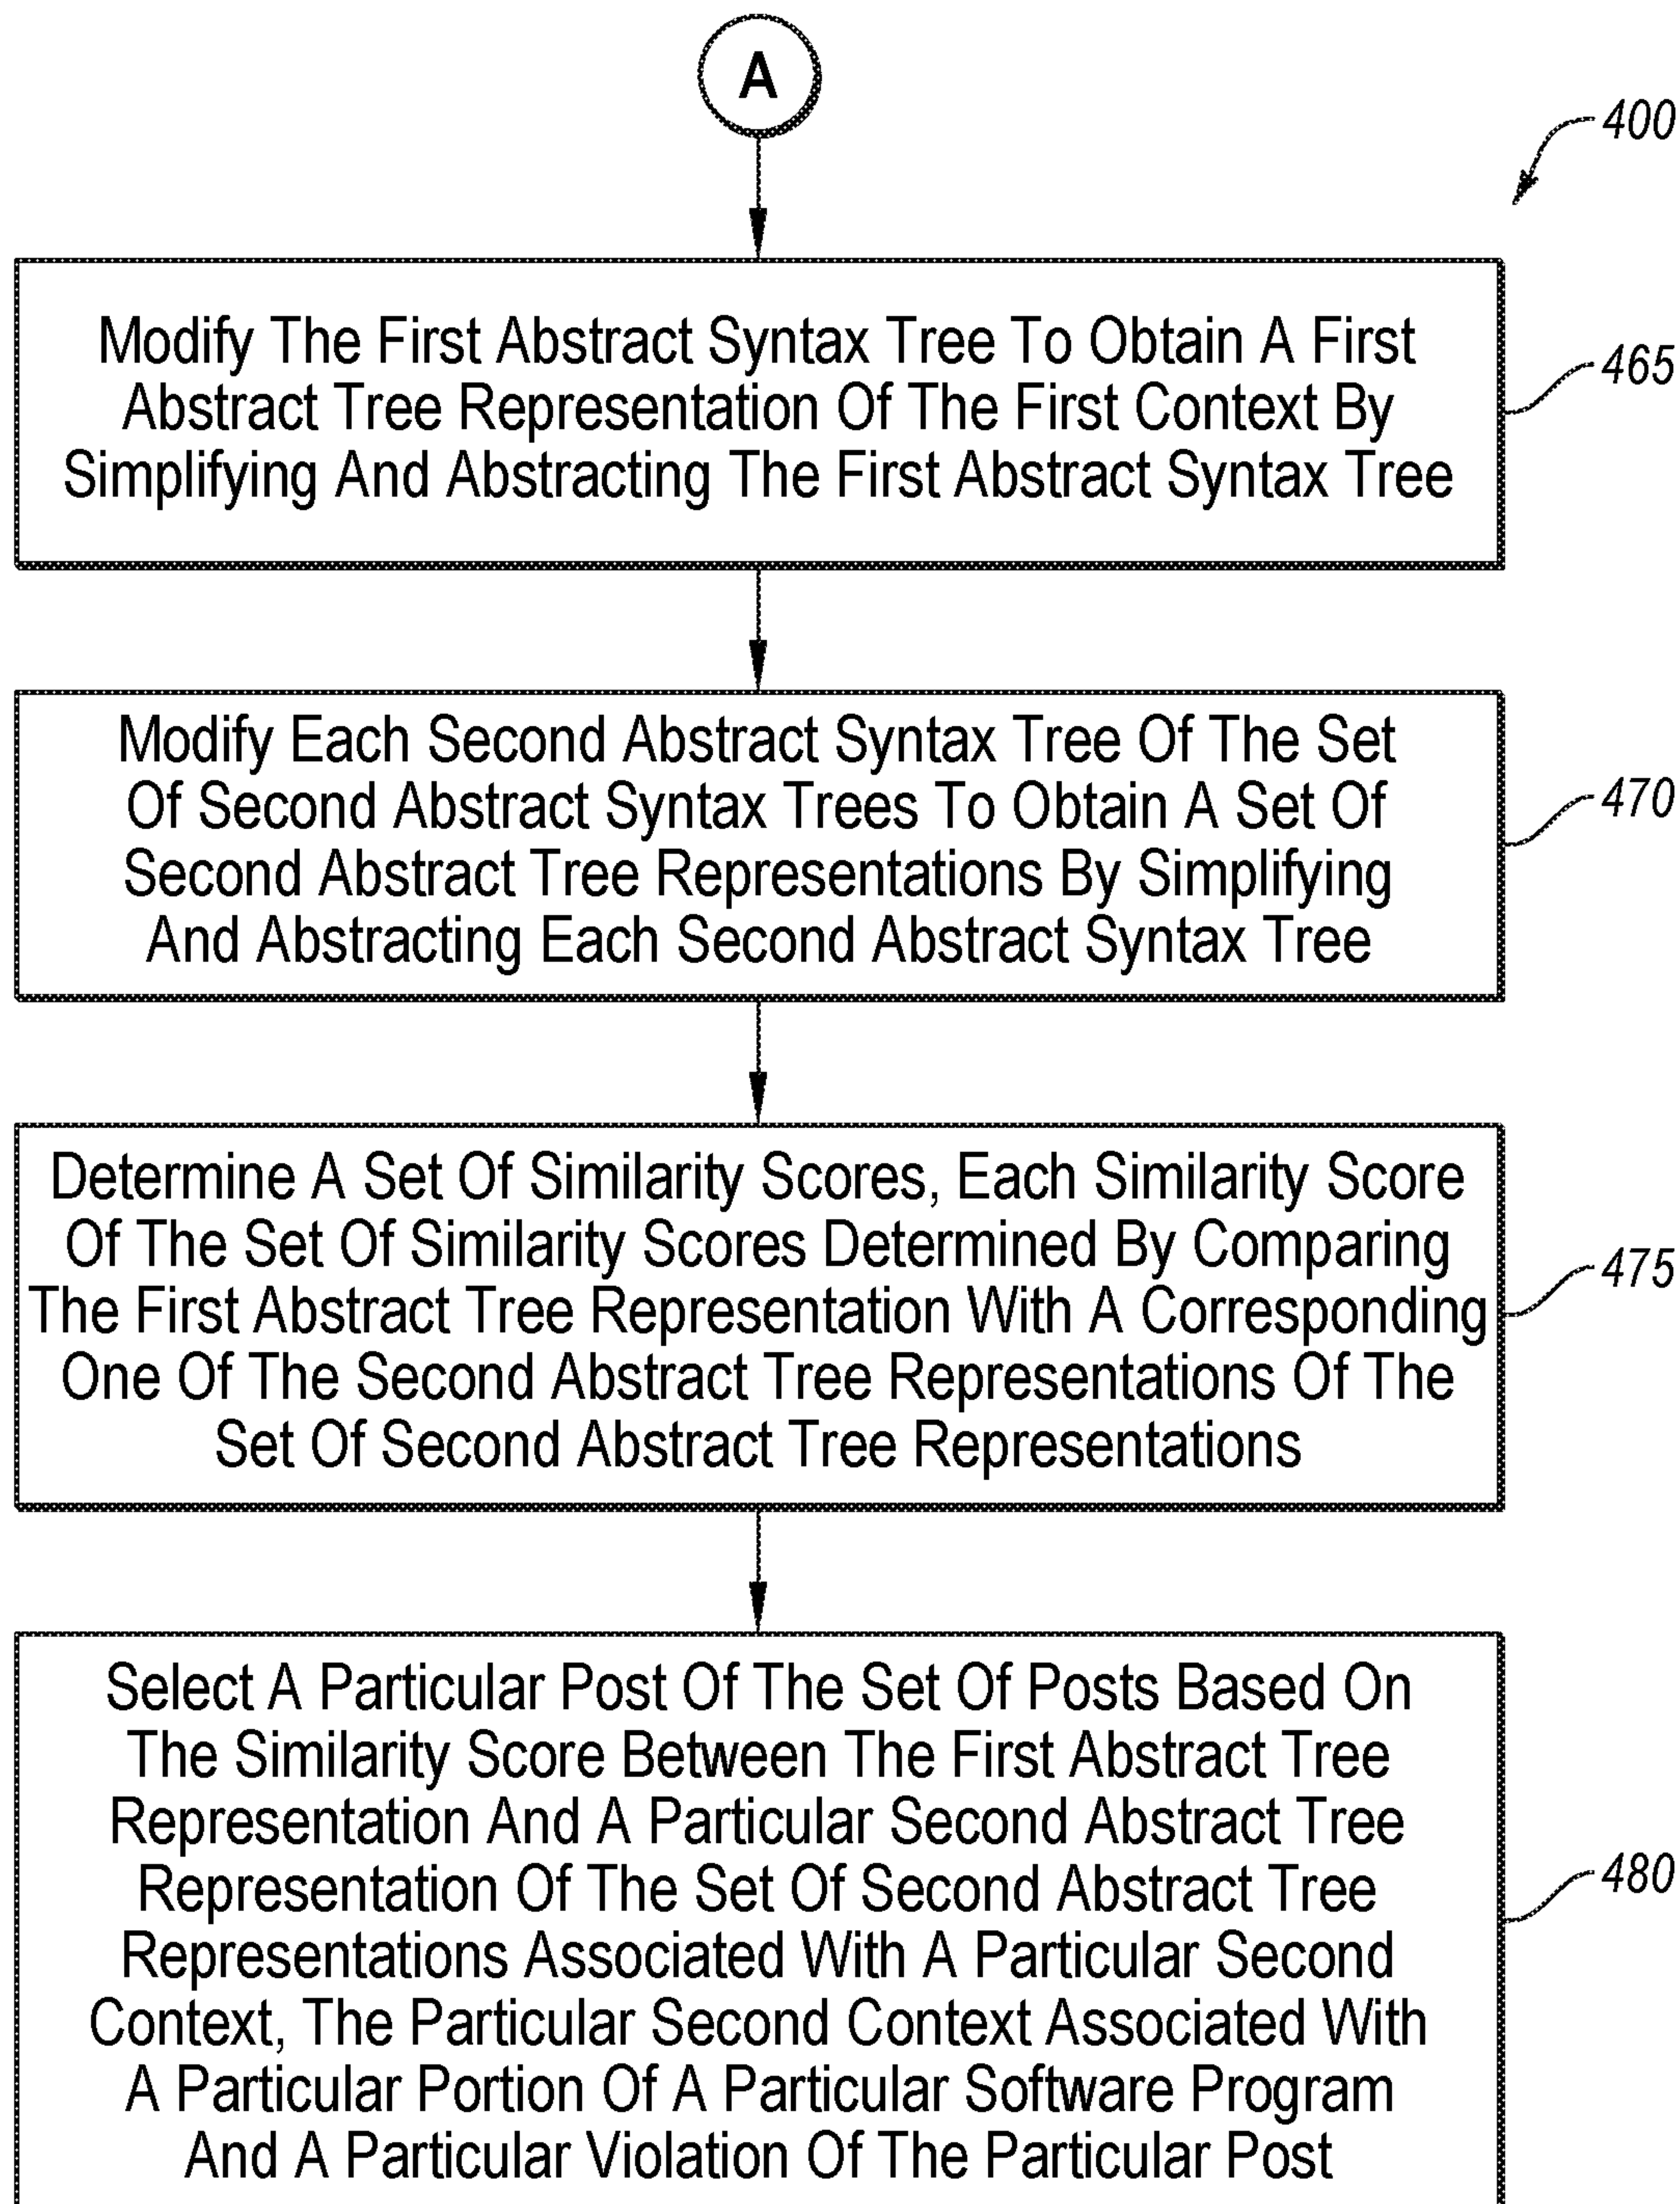 A
400
Modify The First Abstract Syntax Tree To Obtain A First
Abstract Tree Representation Of The First Context By
Simplifying And Abstracting The First Abstract Syntax Tree
465
Modify Each Second Abstract Syntax Tree Of The Set
Of Second Abstract Syntax Trees To Obtain A Set Of
Second Abstract Tree Representations By Simplifying
And Abstracting Each Second Abstract Syntax Tree
470
Determine A Set Of Similarity Scores, Each Similarity Score
Of The Set Of Similarity Scores Determined By Comparing
The First Abstract Tree Representation With A Corresponding
One Of The Second Abstract Tree Representations Of The
Set Of Second Abstract Tree Representations
475
Select A Particular Post Of The Set Of Posts Based On
The Similarity Score Between The First Abstract Tree
Representation And A Particular Second Abstract Tree
Representation Of The Set Of Second Abstract Tree
Representations Associated With A Particular Second
Context, The Particular Second Context Associated With
A Particular Portion Of A Particular Software Program
And A Particular Violation Of The Particular Post
480